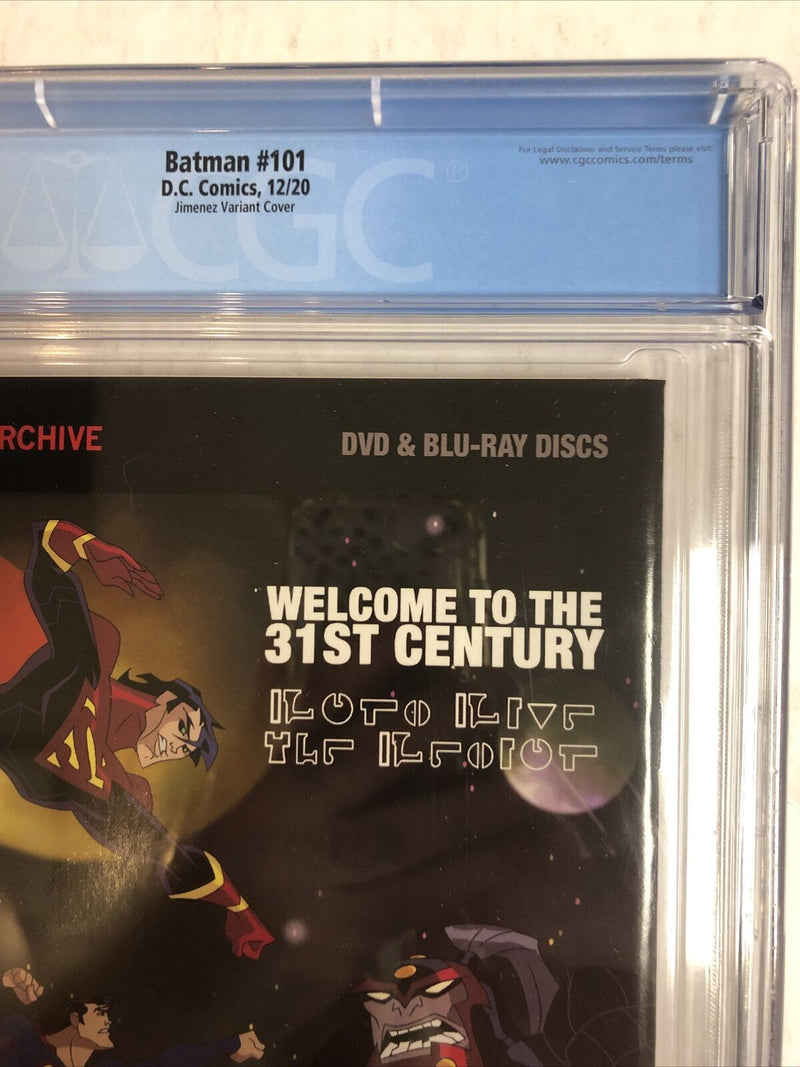 Batman #101
D.C. Comics, 12/20
Jimenez Variant Cover
For Legal Disclaimer and Service Terms please visit:
www.cgccomics.com/terms
CGC®
RCHIVE
DVD & BLU-RAY DISCS
WELCOME TO THE
31ST CENTURY